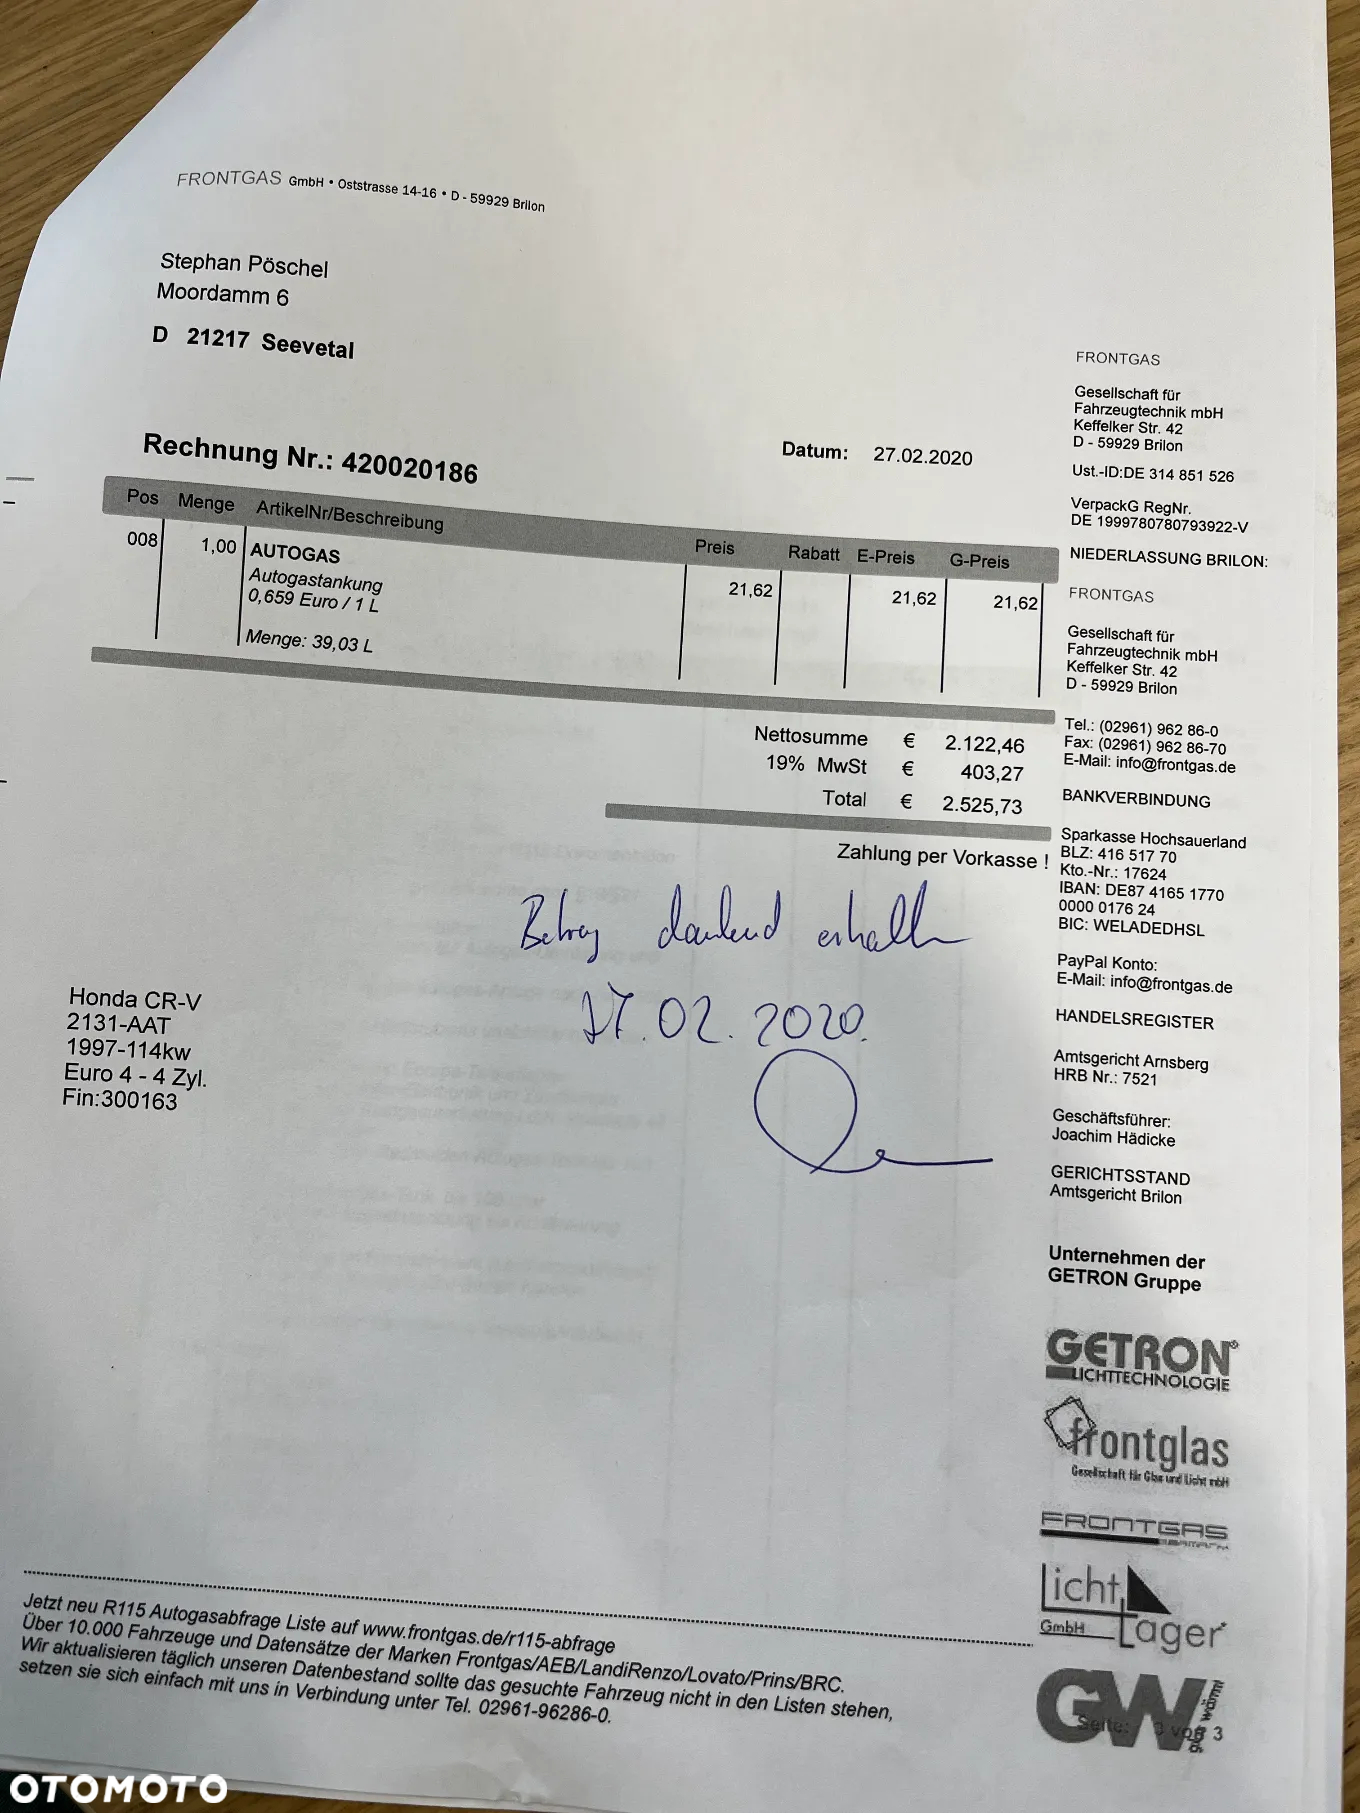 FRONTGAS GmbH • Oststrasse 14-16 • D - 59929 Brilon
Stephan Pöschel
Moordamm 6
D 21217 Seevetal
Rechnung Nr.: 420020186
Datum: 27.02.2020
Pos Menge ArtikelNr/Beschreibung Preis Rabatt E-Preis G-Preis
008 1,00 AUTOGAS 21,62 21,62 21,62
Autogastankung
0,659 Euro / 1 L
Menge: 39,03 L
Nettosumme € 2.122,46
19% MwSt € 403,27
Total € 2.525,73
Zahlung per Vorkasse !
Betrag dankend erhalten
27.02.2020.
Honda CR-V
2131-AAT
1997-114kw
Euro 4 - 4 Zyl.
Fin:300163
FRONTGAS
Gesellschaft für
Fahrzeugtechnik mbH
Keffelker Str. 42
D - 59929 Brilon
Ust.-ID:DE 314 851 526
VerpackG RegNr.
DE 1999780780793922-V
NIEDERLASSUNG BRILON:
FRONTGAS
Gesellschaft für
Fahrzeugtechnik mbH
Keffelker Str. 42
D - 59929 Brilon
Tel.: (02961) 962 86-0
Fax: (02961) 962 86-70
E-Mail: info@frontgas.de
BANKVERBINDUNG
Sparkasse Hochsauerland
BLZ: 416 517 70
Kto.-Nr.: 17624
IBAN: DE87 4165 1770
0000 0176 24
BIC: WELADEDHSL
PayPal Konto:
E-Mail: info@frontgas.de
HANDELSREGISTER
Amtsgericht Arnsberg
HRB Nr.: 7521
Geschäftsführer:
Joachim Hädicke
GERICHTSSTAND
Amtsgericht Brilon
Unternehmen der
GETRON Gruppe
GETRON®
LICHTTECHNOLOGIE
frontglas
Gesellschaft für Glas und Licht mbH
FRONTGAS
Licht
GmbH Lager
GW
Seite: 3 von 3
Jetzt neu R115 Autogasabfrage Liste auf www.frontgas.de/r115-abfrage
Über 10.000 Fahrzeuge und Datensätze der Marken Frontgas/AEB/LandiRenzo/Lovato/Prins/BRC.
Wir aktualisieren täglich unseren Datenbestand sollte das gesuchte Fahrzeug nicht in den Listen stehen,
setzen sie sich einfach mit uns in Verbindung unter Tel. 02961-96286-0.
OTOMOTO